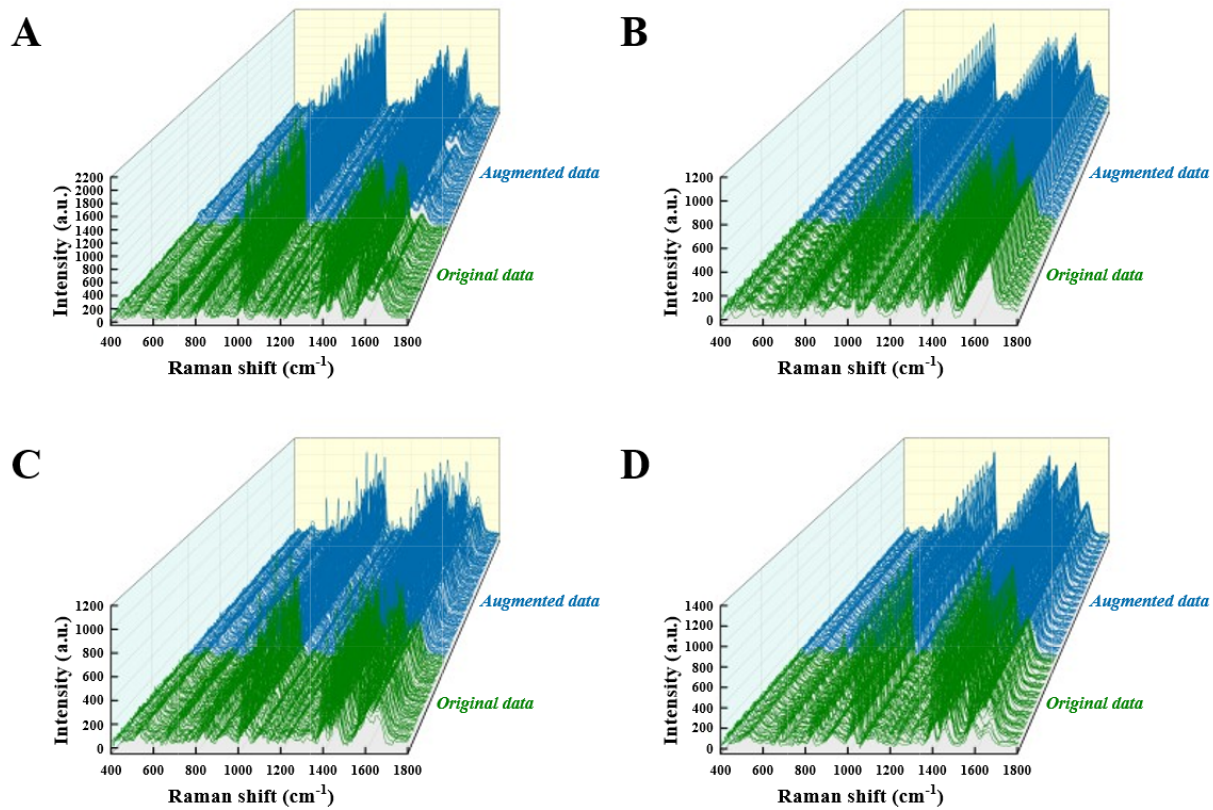 A
2200
2000
1800
1600
1400
1200
1000
800
600
400
200
0
Intensity (a.u.)
Augmented data
Original data
400 600 800 1000 1200 1400 1600 1800
Raman shift (cm-1)
B
1200
1000
800
600
400
200
0
Intensity (a.u.)
Augmented data
Original data
400 600 800 1000 1200 1400 1600 1800
Raman shift (cm-1)
C
1200
1000
800
600
400
200
0
Intensity (a.u.)
Augmented data
Original data
400 600 800 1000 1200 1400 1600 1800
Raman shift (cm-1)
D
1400
1200
1000
800
600
400
200
0
Intensity (a.u.)
Augmented data
Original data
400 600 800 1000 1200 1400 1600 1800
Raman shift (cm-1)